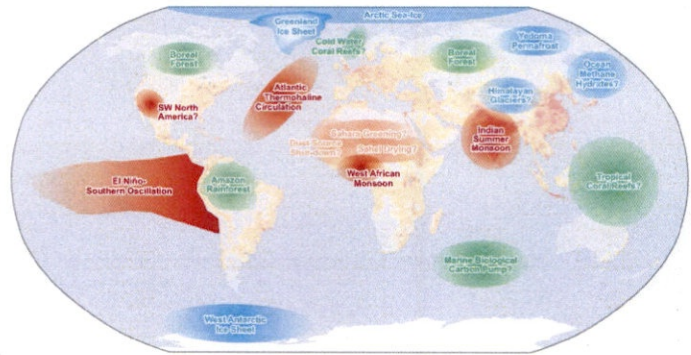 Arctic Sea-Ice
Greenland
Ice Sheet
Cold Water
Coral Reefs?
Boreal
Forest
Boreal
Forest
Yedoma
Permafrost
Ocean
Methane
Hydrates?
Atlantic
Thermohaline
Circulation
Himalayan
Glaciers?
SW North
America?
Sahara Greening?
Dust Source
Shut-down?
Sahel Drying?
Indian
Summer
Monsoon
West African
Monsoon
El Niño-
Southern Oscillation
Amazon
Rainforest
Tropical
Coral Reefs?
Marine Biological
Carbon Pump?
West Antarctic
Ice Sheet